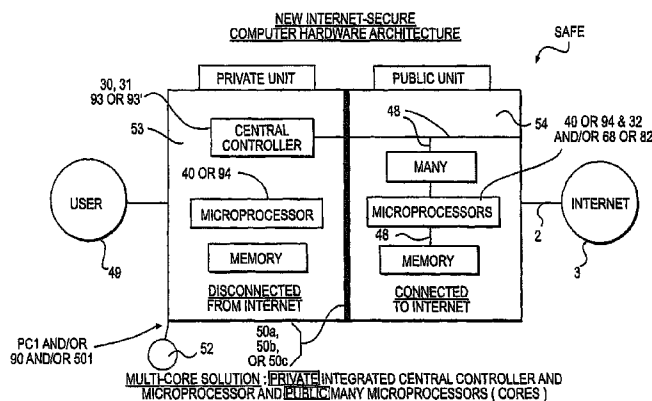 NEW INTERNET-SECURE
COMPUTER HARDWARE ARCHITECTURE
SAFE
PRIVATE UNIT
PUBLIC UNIT
30, 31
93 OR 93'
53
CENTRAL
CONTROLLER
48
54
40 OR 94 & 32
AND/OR 68 OR 82
40 OR 94
MANY
USER
MICROPROCESSOR
MICROPROCESSORS
INTERNET
48
2
49
MEMORY
MEMORY
3
DISCONNECTED
FROM INTERNET
CONNECTED
TO INTERNET
PC1 AND/OR
90 AND/OR 501
52
50a,
50b,
OR 50c
MULTI-CORE SOLUTION : PRIVATE INTEGRATED CENTRAL CONTROLLER AND
MICROPROCESSOR AND PUBLIC MANY MICROPROCESSORS ( CORES )